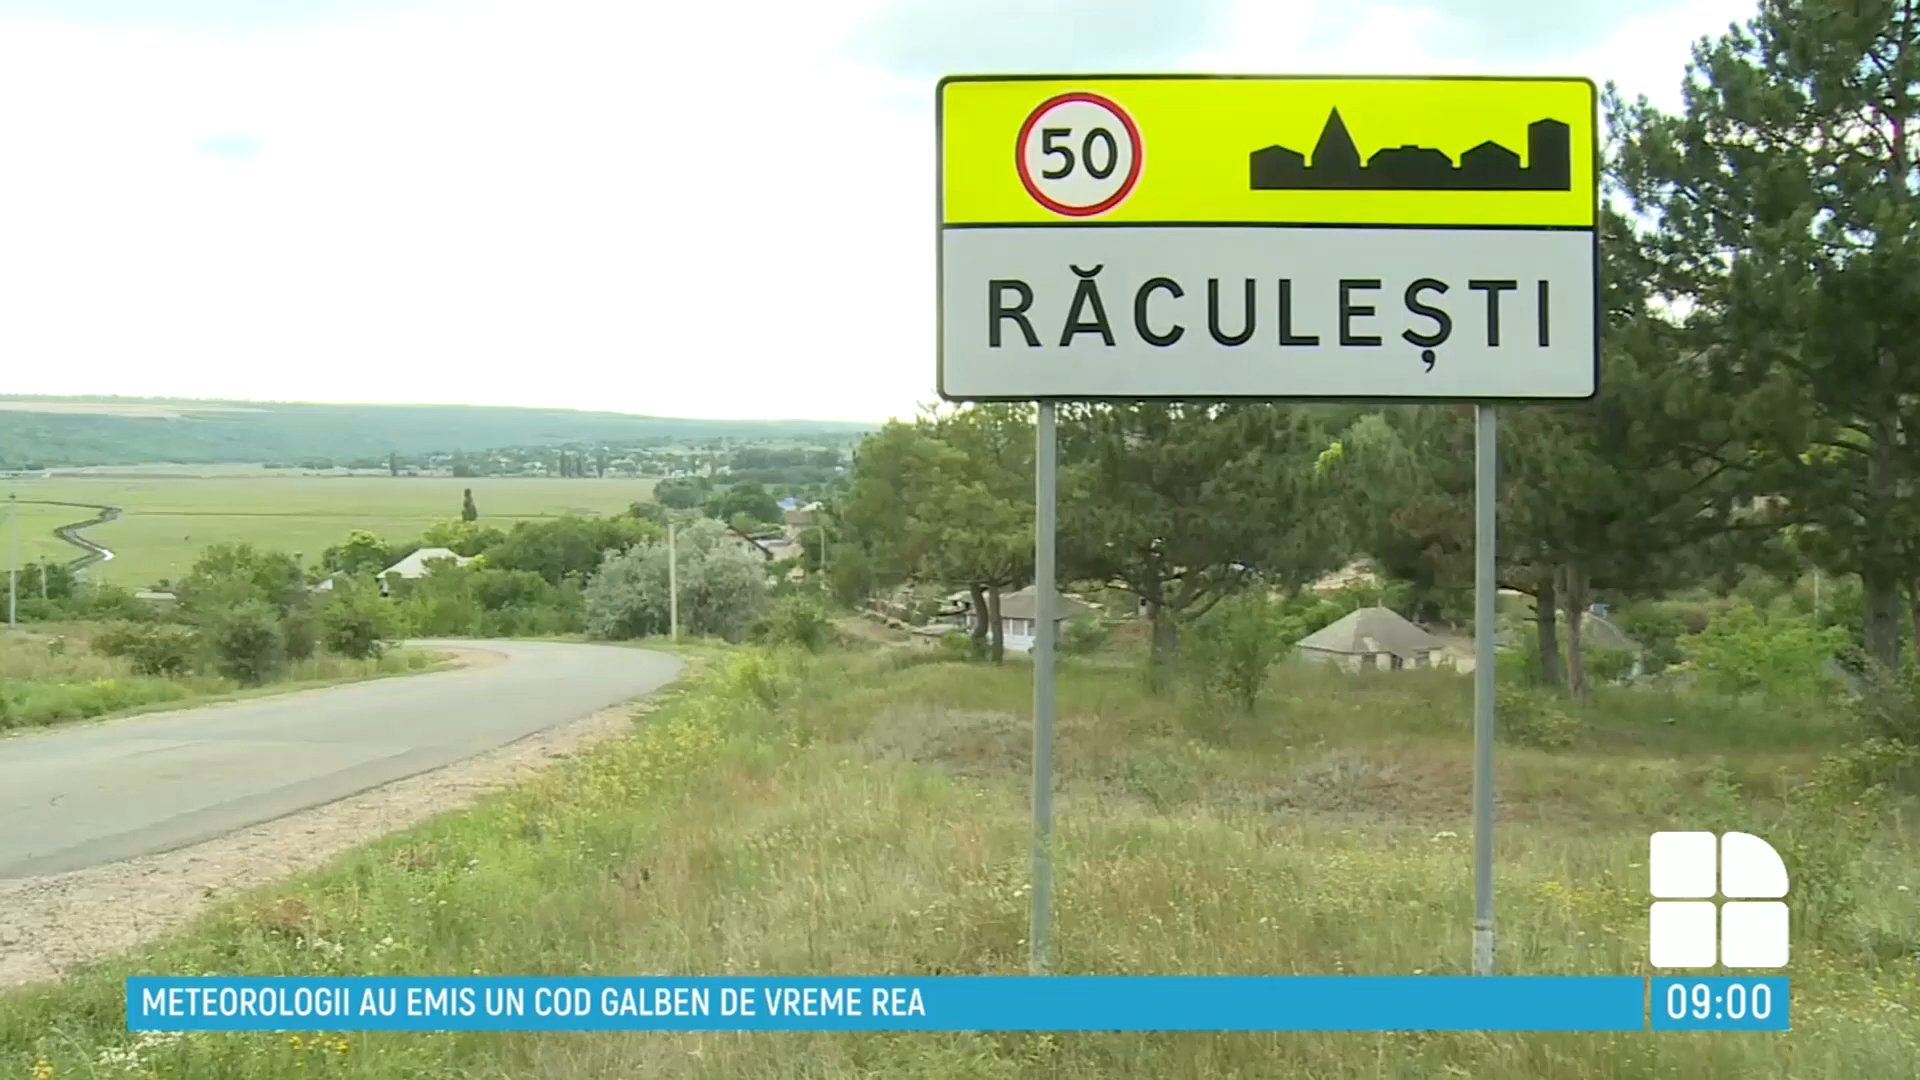 50
RĂCULEȘTI
METEOROLOGII AU EMIS UN COD GALBEN DE VREME REA
09:00